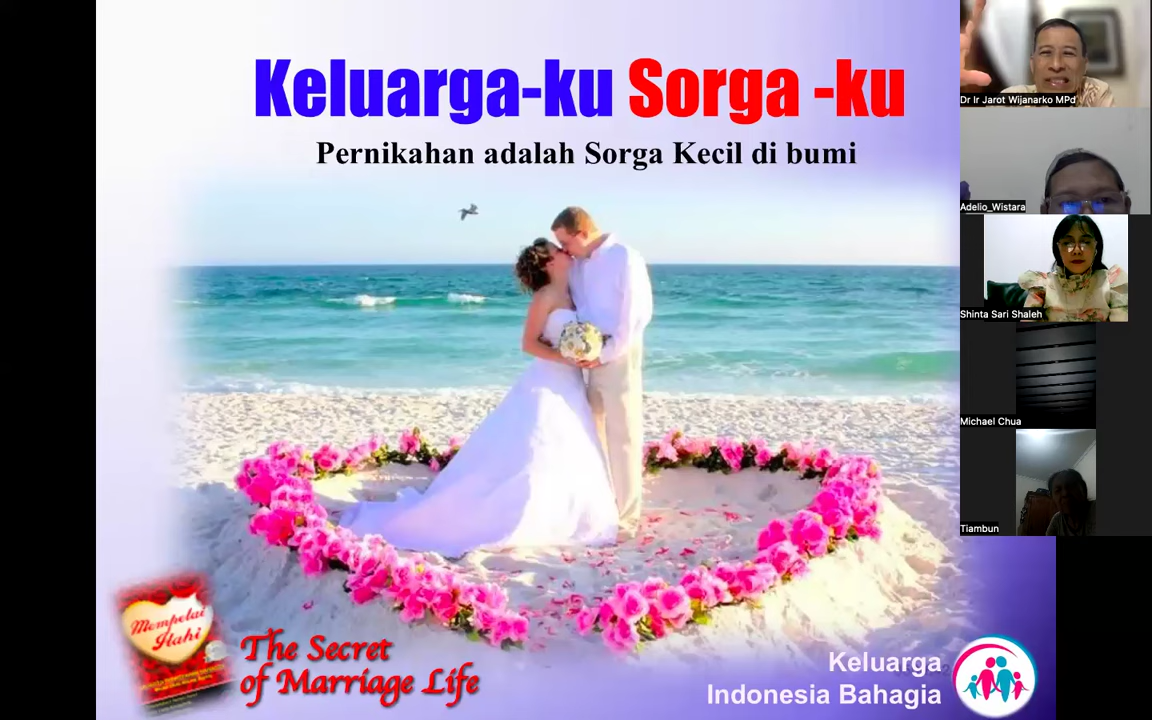 Keluarga-ku Sorga -ku
Pernikahan adalah Sorga Kecil di bumi
Mempelai
Ilahi
The Secret
of Marriage Life
Keluarga
Indonesia Bahagia
Dr Ir Jarot Wijanarko MPd
Adelio_Wistara
Shinta Sari Shaleh
Michael Chua
Tiambun